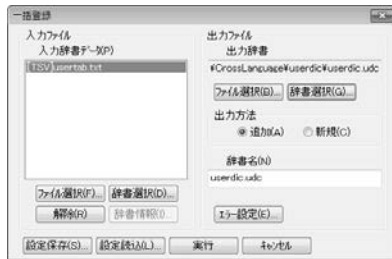 一括登録
入力ファイル
入力辞書データ(P)
[TSV]usertab.txt
ファイル選択(F)... 辞書選択(D)...
解除(R) 辞書情報(I)...
出力ファイル
出力辞書
¥CrossLanguage¥userdic¥userdic.udc
ファイル選択(B)... 辞書選択(G)...
出力方法
追加(A) 新規(C)
辞書名(N)
userdic.udc
エラー設定(E)...
設定保存(S)... 設定読込(L)... 実行 キャンセル